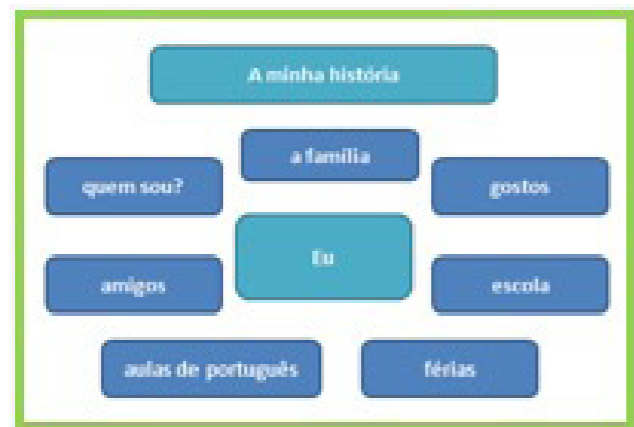 A minha história
a família
quem sou?
gostos
Eu
amigos
escola
aulas de português
férias